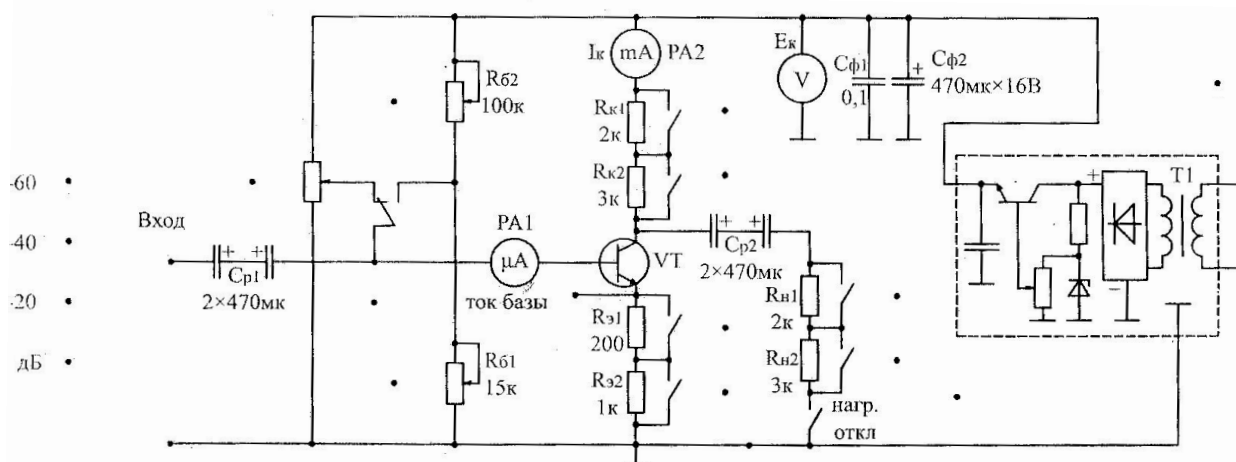 Iк
mA
PA2
Eк
V
Cф1
0,1
Cф2
+
470мк×16В
Rб2
100к
Rк1
2к
Rк2
3к
+
T1
-60
Вход
-40
PA1
μA
ток базы
VT
+ +
Cр1
2×470мк
+ +
Cр2
2×470мк
-20
Rэ1
200
Rн1
2к
−
дБ
Rб1
15к
Rэ2
1к
Rн2
3к
нагр.
откл